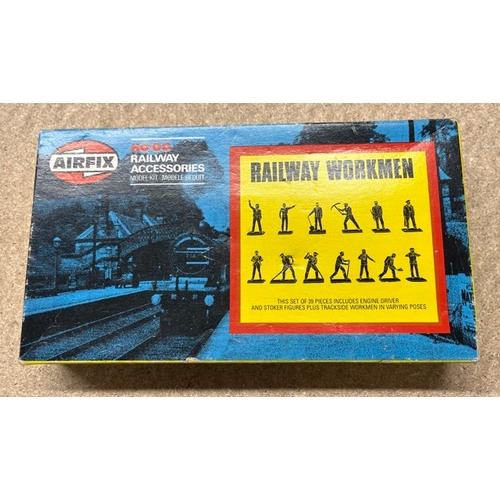 AIRFIX
HO OO
RAILWAY
ACCESSORIES
MODEL KIT · MODELE REDUIT
RAILWAY WORKMEN
THIS SET OF 39 PIECES INCLUDES ENGINE DRIVER
AND STOKER FIGURES PLUS TRACKSIDE WORKMEN IN VARYING POSES